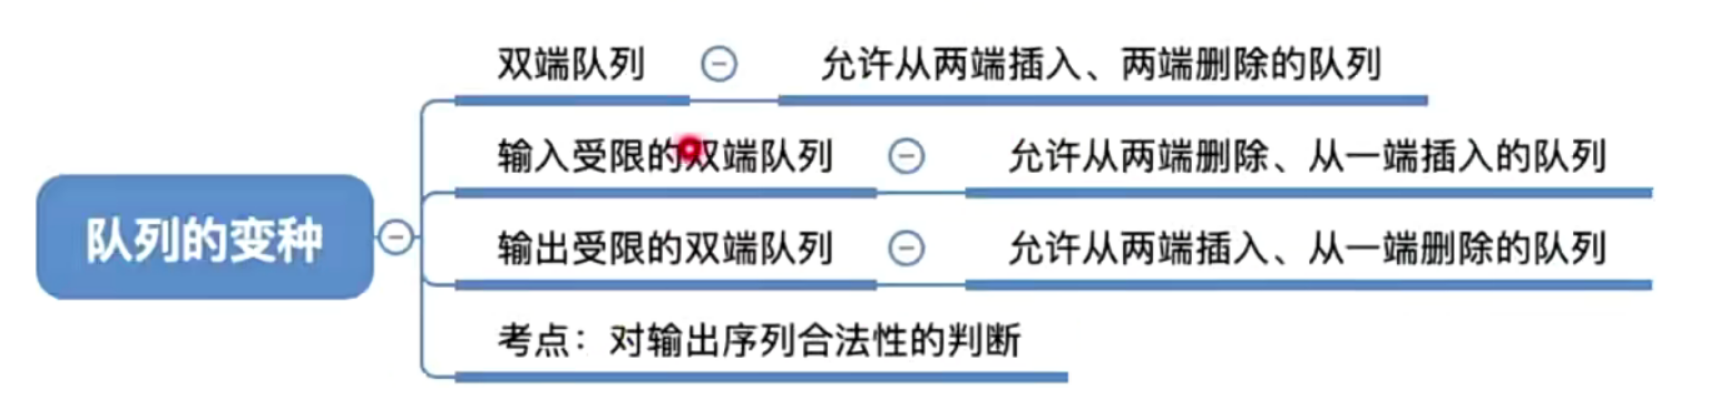 队列的变种
双端队列
允许从两端插入、两端删除的队列
输入受限的双端队列
允许从两端删除、从一端插入的队列
输出受限的双端队列
允许从两端插入、从一端删除的队列
考点：对输出序列合法性的判断